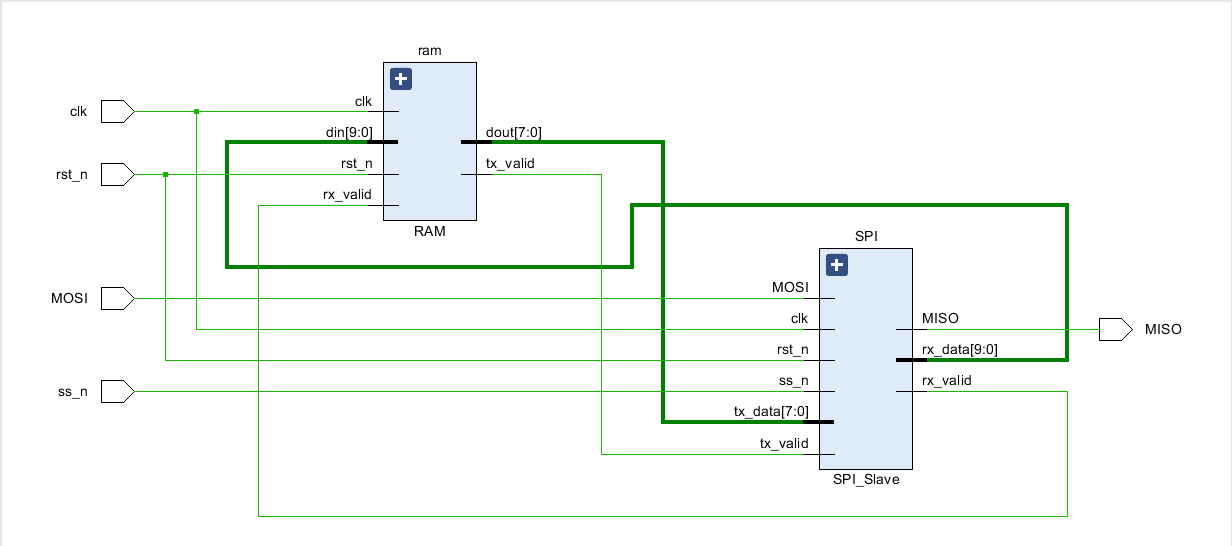 ram
clk
clk
din[9:0]
dout[7:0]
rst_n
rst_n
tx_valid
rx_valid
RAM
SPI
MOSI
MOSI
clk
MISO
MISO
rst_n
rx_data[9:0]
ss_n
ss_n
rx_valid
tx_data[7:0]
tx_valid
SPI_Slave